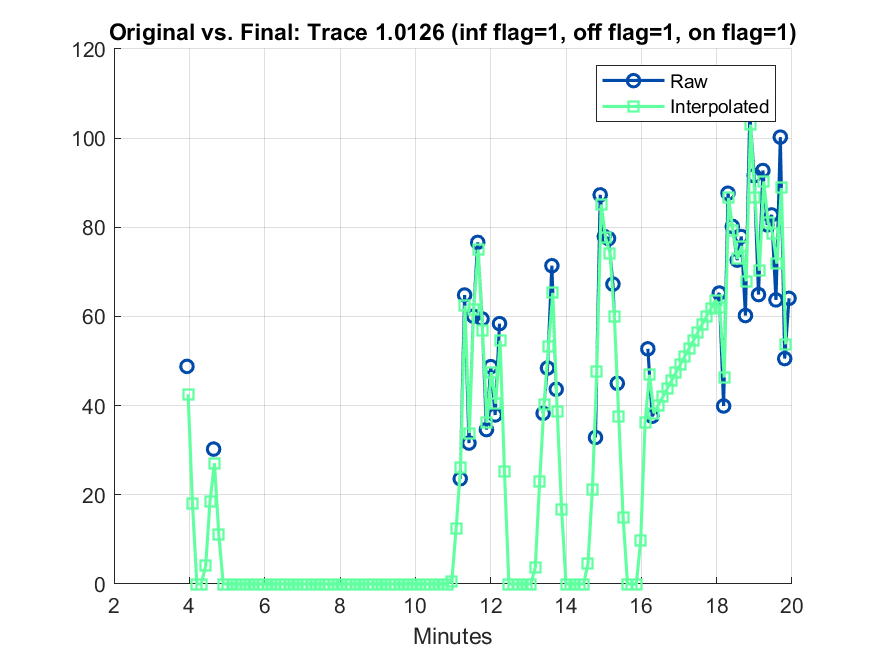 Original vs. Final: Trace 1.0126 (inf flag=1, off flag=1, on flag=1)
120
100
80
60
40
20
0
Raw
Interpolated
2 4 6 8 10 12 14 16 18 20
Minutes